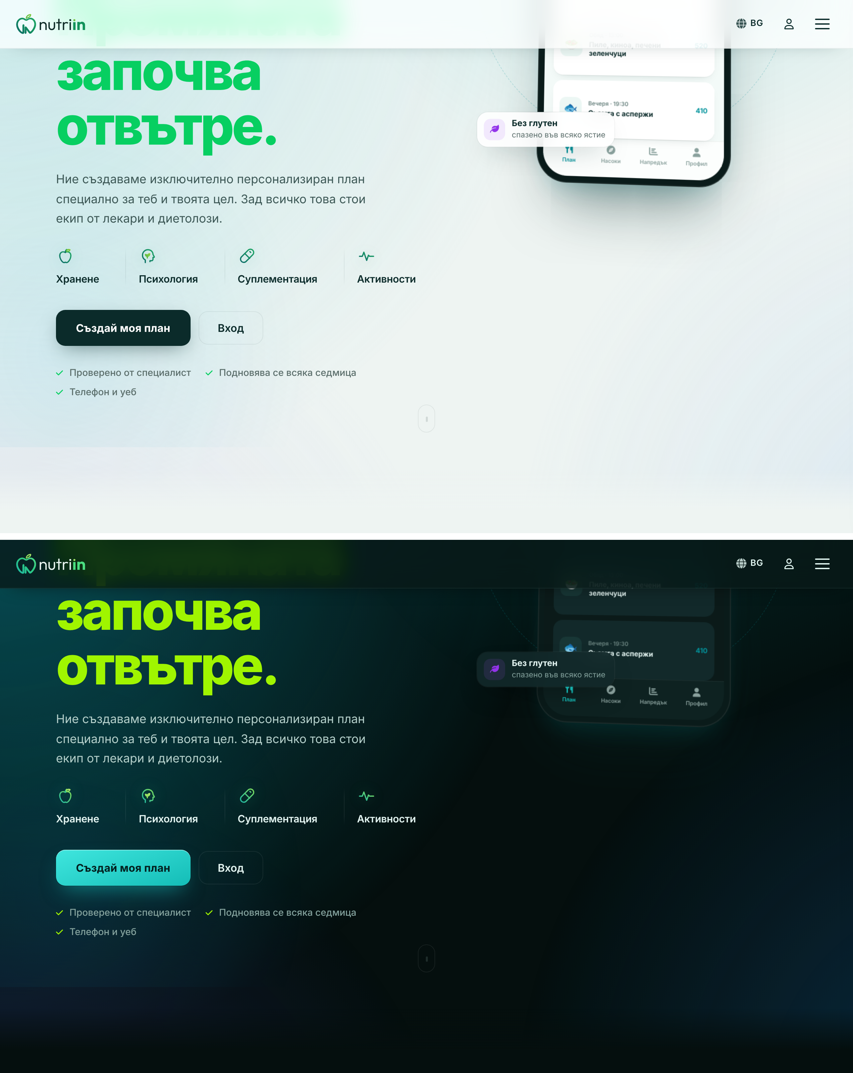 nutriin
BG
започва
отвътре.
Ние създаваме изключително персонализиран план
специално за теб и твоята цел. Зад всичко това стои
екип от лекари и диетолози.
Хранене
Психология
Суплементация
Активности
Създай моя план
Вход
Проверено от специалист
Подновява се всяка седмица
Телефон и уеб
зеленчуци
Вечеря · 19:30
с аспержи
410
Без глутен
спазено във всяко ястие
План
Насоки
Напредък
Профил
nutriin
BG
започва
отвътре.
Ние създаваме изключително персонализиран план
специално за теб и твоята цел. Зад всичко това стои
екип от лекари и диетолози.
Хранене
Психология
Суплементация
Активности
Създай моя план
Вход
Проверено от специалист
Подновява се всяка седмица
Телефон и уеб
зеленчуци
Вечеря · 19:30
с аспержи
410
Без глутен
спазено във всяко ястие
План
Насоки
Напредък
Профил